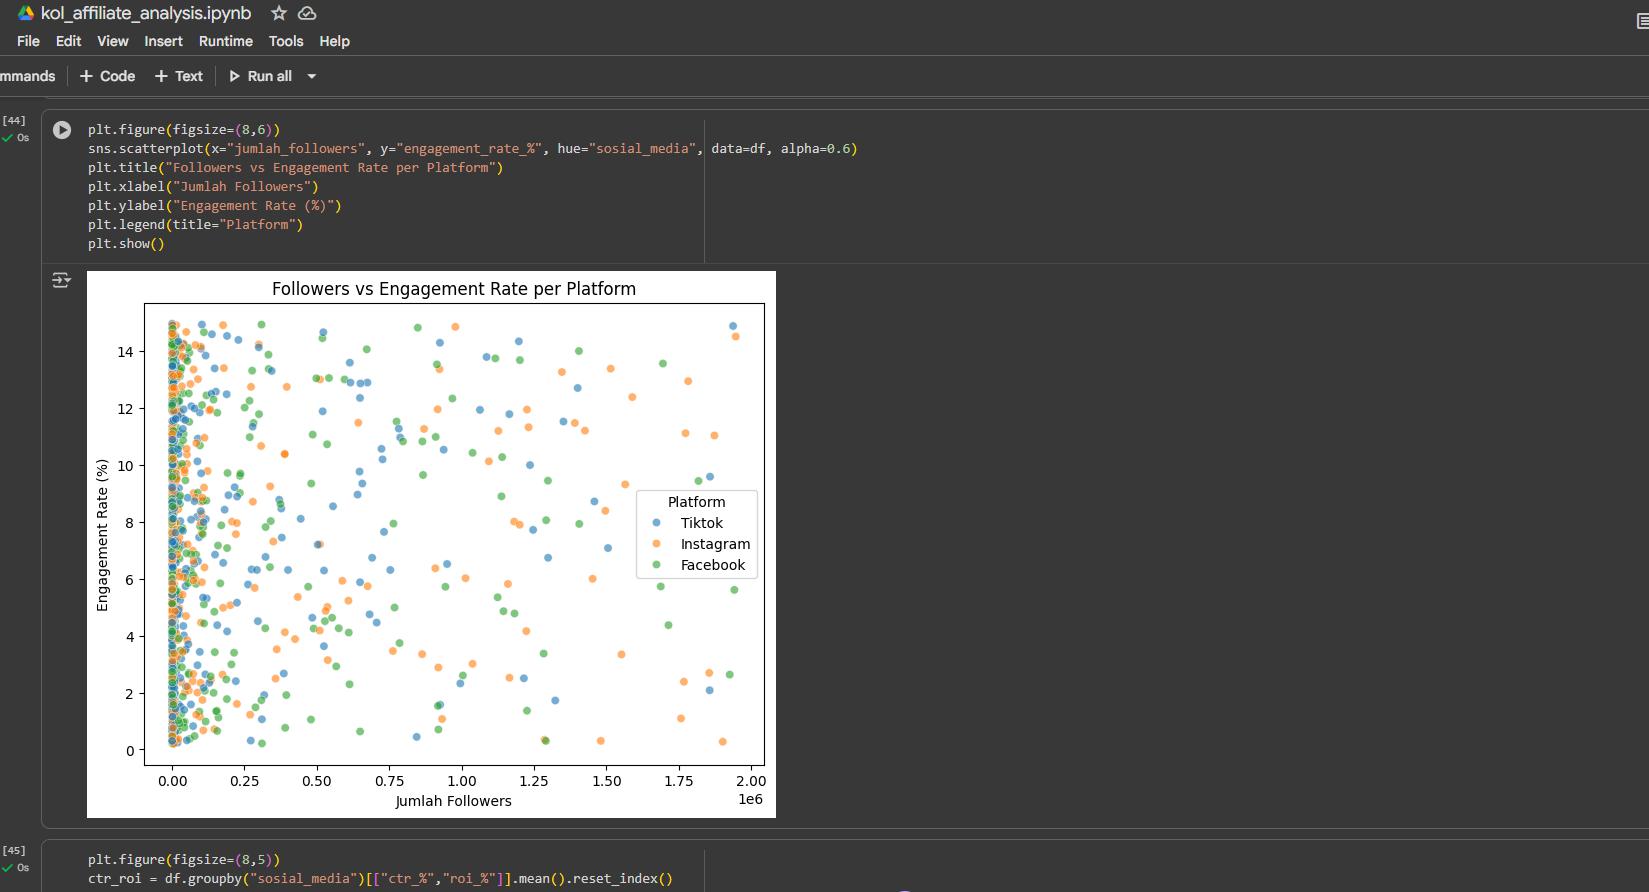 kol_affiliate_analysis.ipynb
File Edit View Insert Runtime Tools Help
mmands + Code + Text Run all
[44]
0s
plt.figure(figsize=(8,6))
sns.scatterplot(x="jumlah_followers", y="engagement_rate_%", hue="sosial_media", data=df, alpha=0.6)
plt.title("Followers vs Engagement Rate per Platform")
plt.xlabel("Jumlah Followers")
plt.ylabel("Engagement Rate (%)")
plt.legend(title="Platform")
plt.show()
Followers vs Engagement Rate per Platform
Engagement Rate (%)
14
12
10
8
6
4
2
0
Platform
Tiktok
Instagram
Facebook
0.00 0.25 0.50 0.75 1.00 1.25 1.50 1.75 2.00
1e6
Jumlah Followers
[45]
0s
plt.figure(figsize=(8,5))
ctr_roi = df.groupby("sosial_media")[["ctr_%","roi_%"]].mean().reset_index()